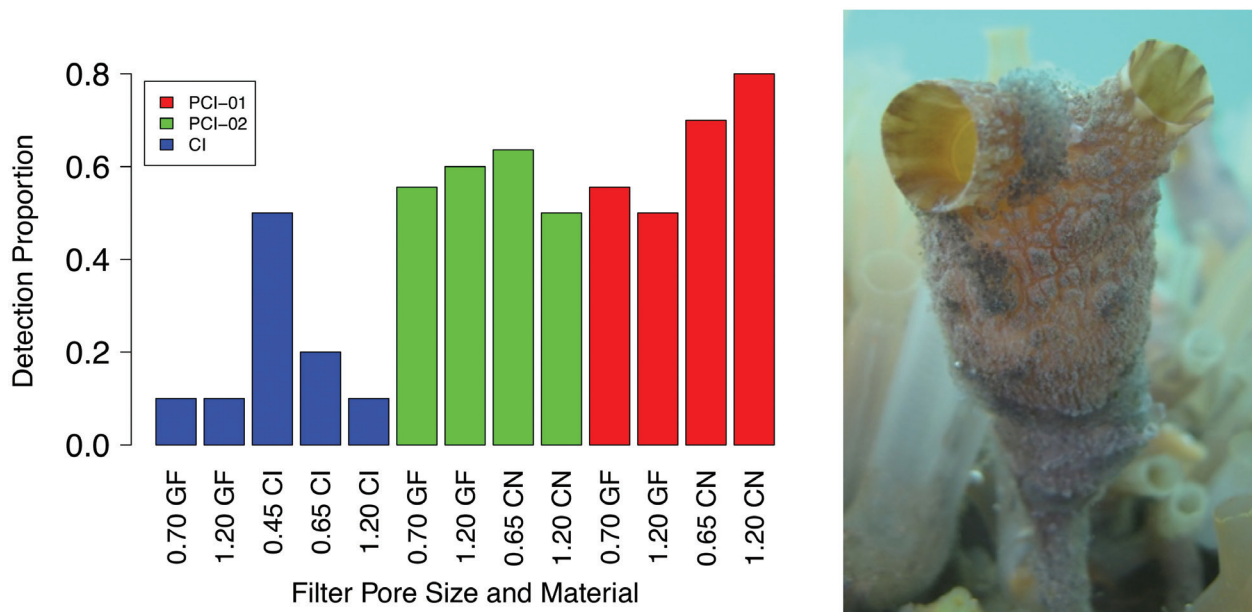 Detection Proportion
0.8
0.6
0.4
0.2
0.0
PCI-01
PCI-02
CI
0.70 GF
1.20 GF
0.45 CI
0.65 CI
1.20 CI
0.70 GF
1.20 GF
0.65 CN
1.20 CN
0.70 GF
1.20 GF
0.65 CN
1.20 CN
Filter Pore Size and Material